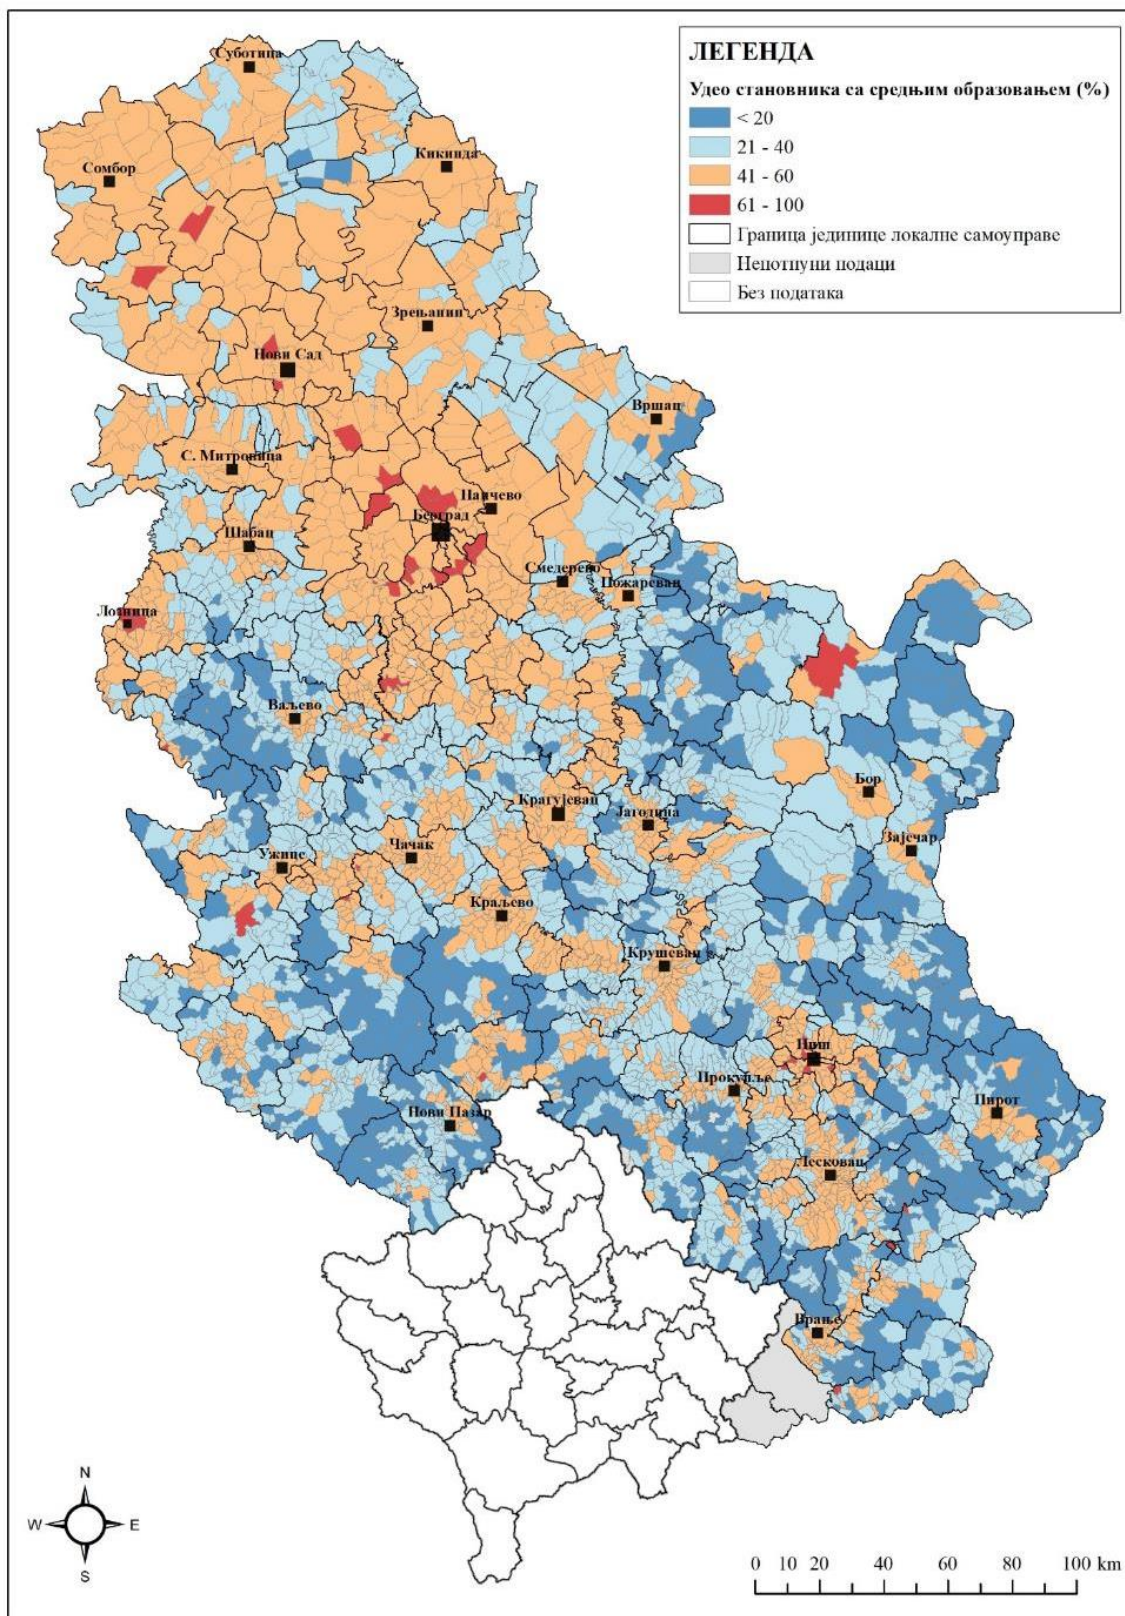 ЛЕГЕНДА
Удео становника са средњим образовањем (%)
< 20
21 - 40
41 - 60
61 - 100
Граница јединице локалне самоуправе
Непотпуни подаци
Без података
Суботица
Сомбор
Кикинда
Зрењанин
Нови Сад
Вршац
С. Митровица
Панчево
Београд
Шабац
Смедерево
Пожаревац
Лозница
Ваљево
Бор
Крагујевац
Јагодина
Зајечар
Ужице
Чачак
Краљево
Крушевац
Ниш
Прокупље
Пирот
Нови Пазар
Лесковац
Врање
N
W
E
S
0 10 20 40 60 80 100 km